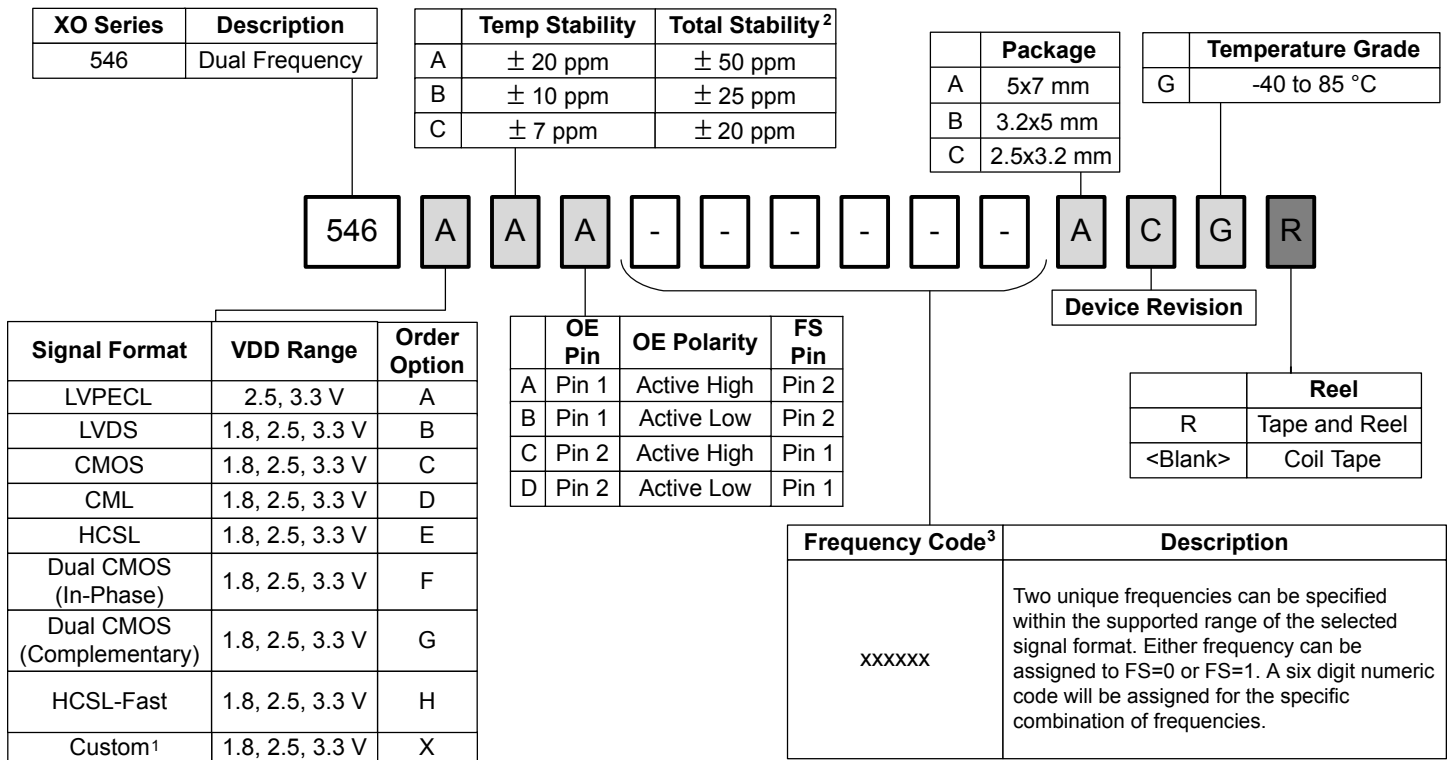 XO Series Description
546 Dual Frequency
Temp Stability Total Stability 2
A ± 20 ppm ± 50 ppm
B ± 10 ppm ± 25 ppm
C ± 7 ppm ± 20 ppm
Package
A 5x7 mm
B 3.2x5 mm
C 2.5x3.2 mm
Temperature Grade
G -40 to 85 °C
546 A A A - - - - - - A C G R
Device Revision
Signal Format VDD Range Order Option
LVPECL 2.5, 3.3 V A
LVDS 1.8, 2.5, 3.3 V B
CMOS 1.8, 2.5, 3.3 V C
CML 1.8, 2.5, 3.3 V D
HCSL 1.8, 2.5, 3.3 V E
Dual CMOS
(In-Phase) 1.8, 2.5, 3.3 V F
Dual CMOS
(Complementary) 1.8, 2.5, 3.3 V G
HCSL-Fast 1.8, 2.5, 3.3 V H
Custom1 1.8, 2.5, 3.3 V X
OE Pin OE Polarity FS Pin
A Pin 1 Active High Pin 2
B Pin 1 Active Low Pin 2
C Pin 2 Active High Pin 1
D Pin 2 Active Low Pin 1
Reel
R Tape and Reel
<Blank> Coil Tape
Frequency Code3 Description
xxxxxx
Two unique frequencies can be specified
within the supported range of the selected
signal format. Either frequency can be
assigned to FS=0 or FS=1. A six digit numeric
code will be assigned for the specific
combination of frequencies.